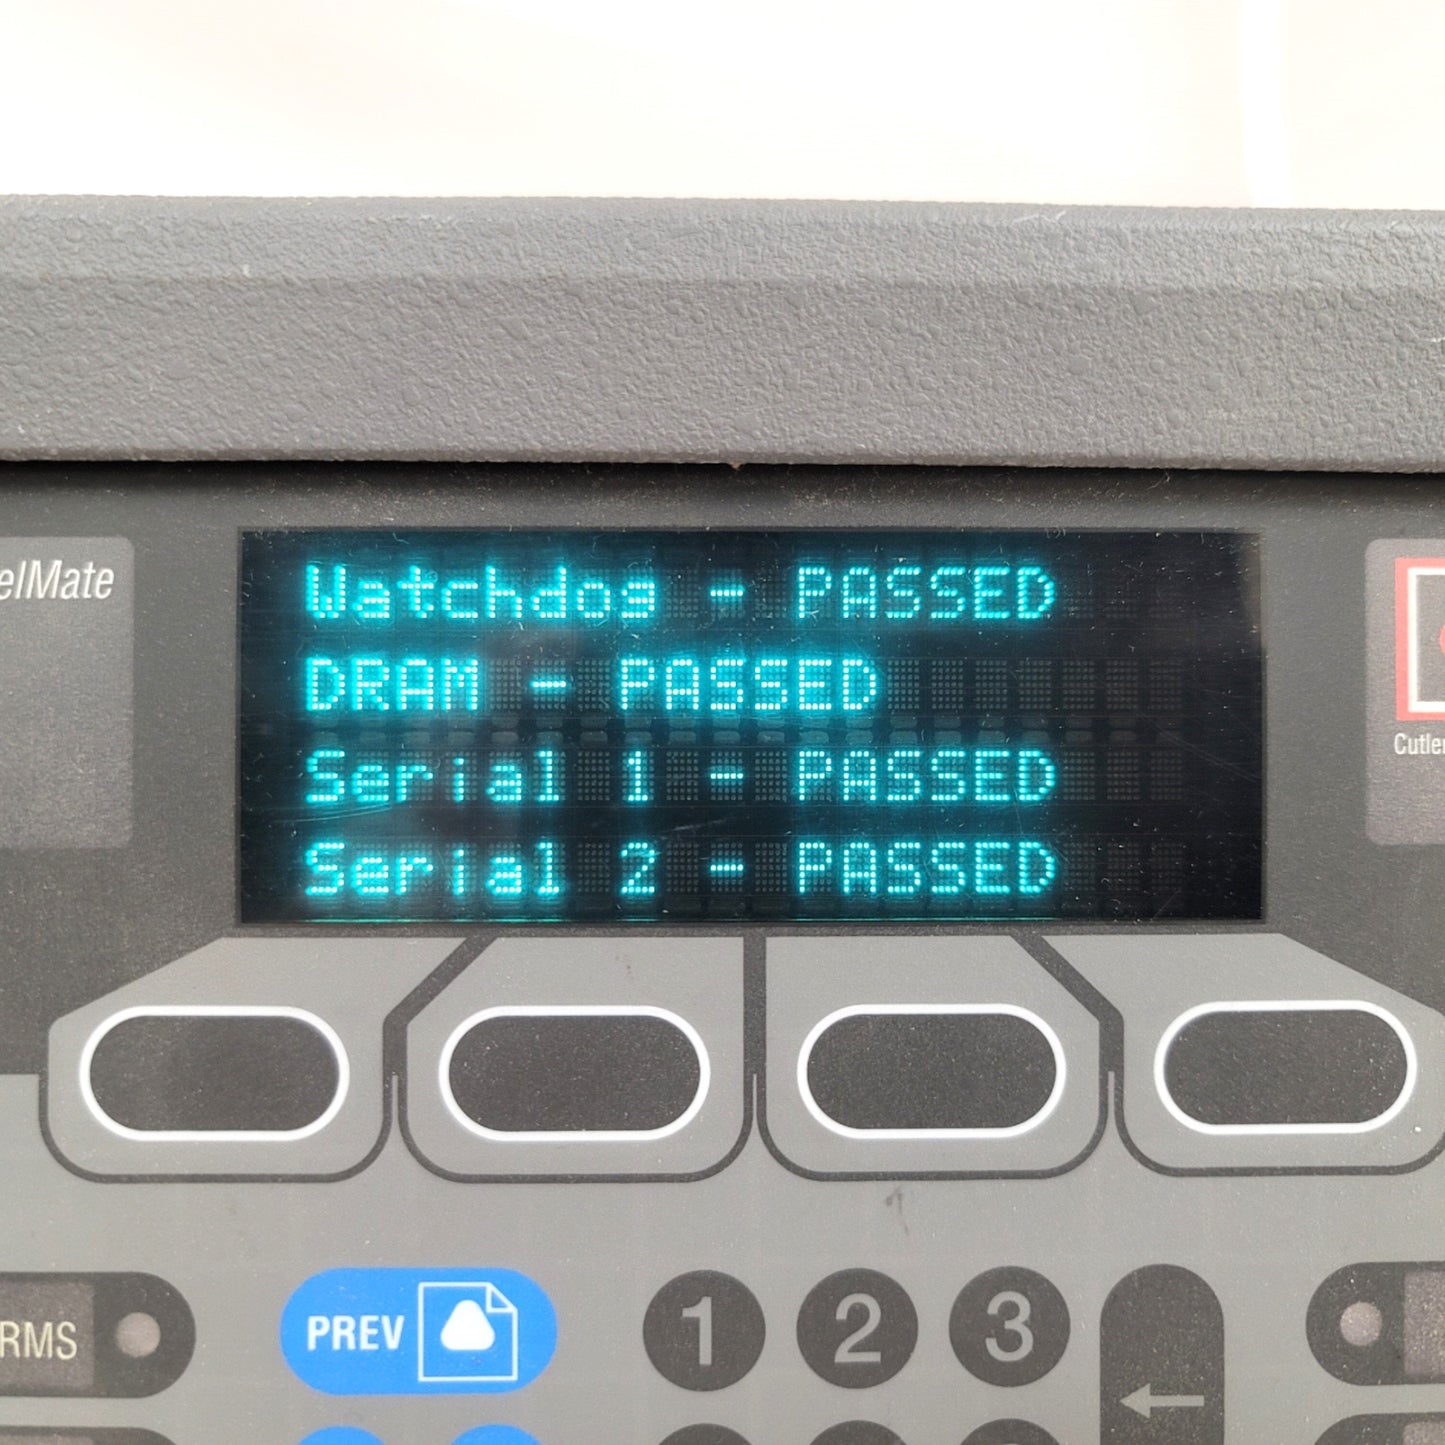 elMate
Watchdog - PASSED
DRAM - PASSED
Serial 1 - PASSED
Serial 2 - PASSED
Cutler
RMS
PREV
1
2
3
←